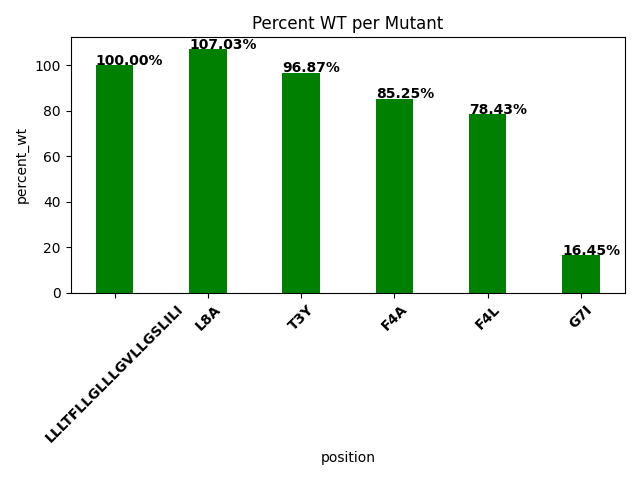 Percent WT per Mutant
percent_wt
100
80
60
40
20
0
100.00%
107.03%
96.87%
85.25%
78.43%
16.45%
LLLTFLLGLLLGVLLGSLILI
L8A
T3Y
F4A
F4L
G7I
position